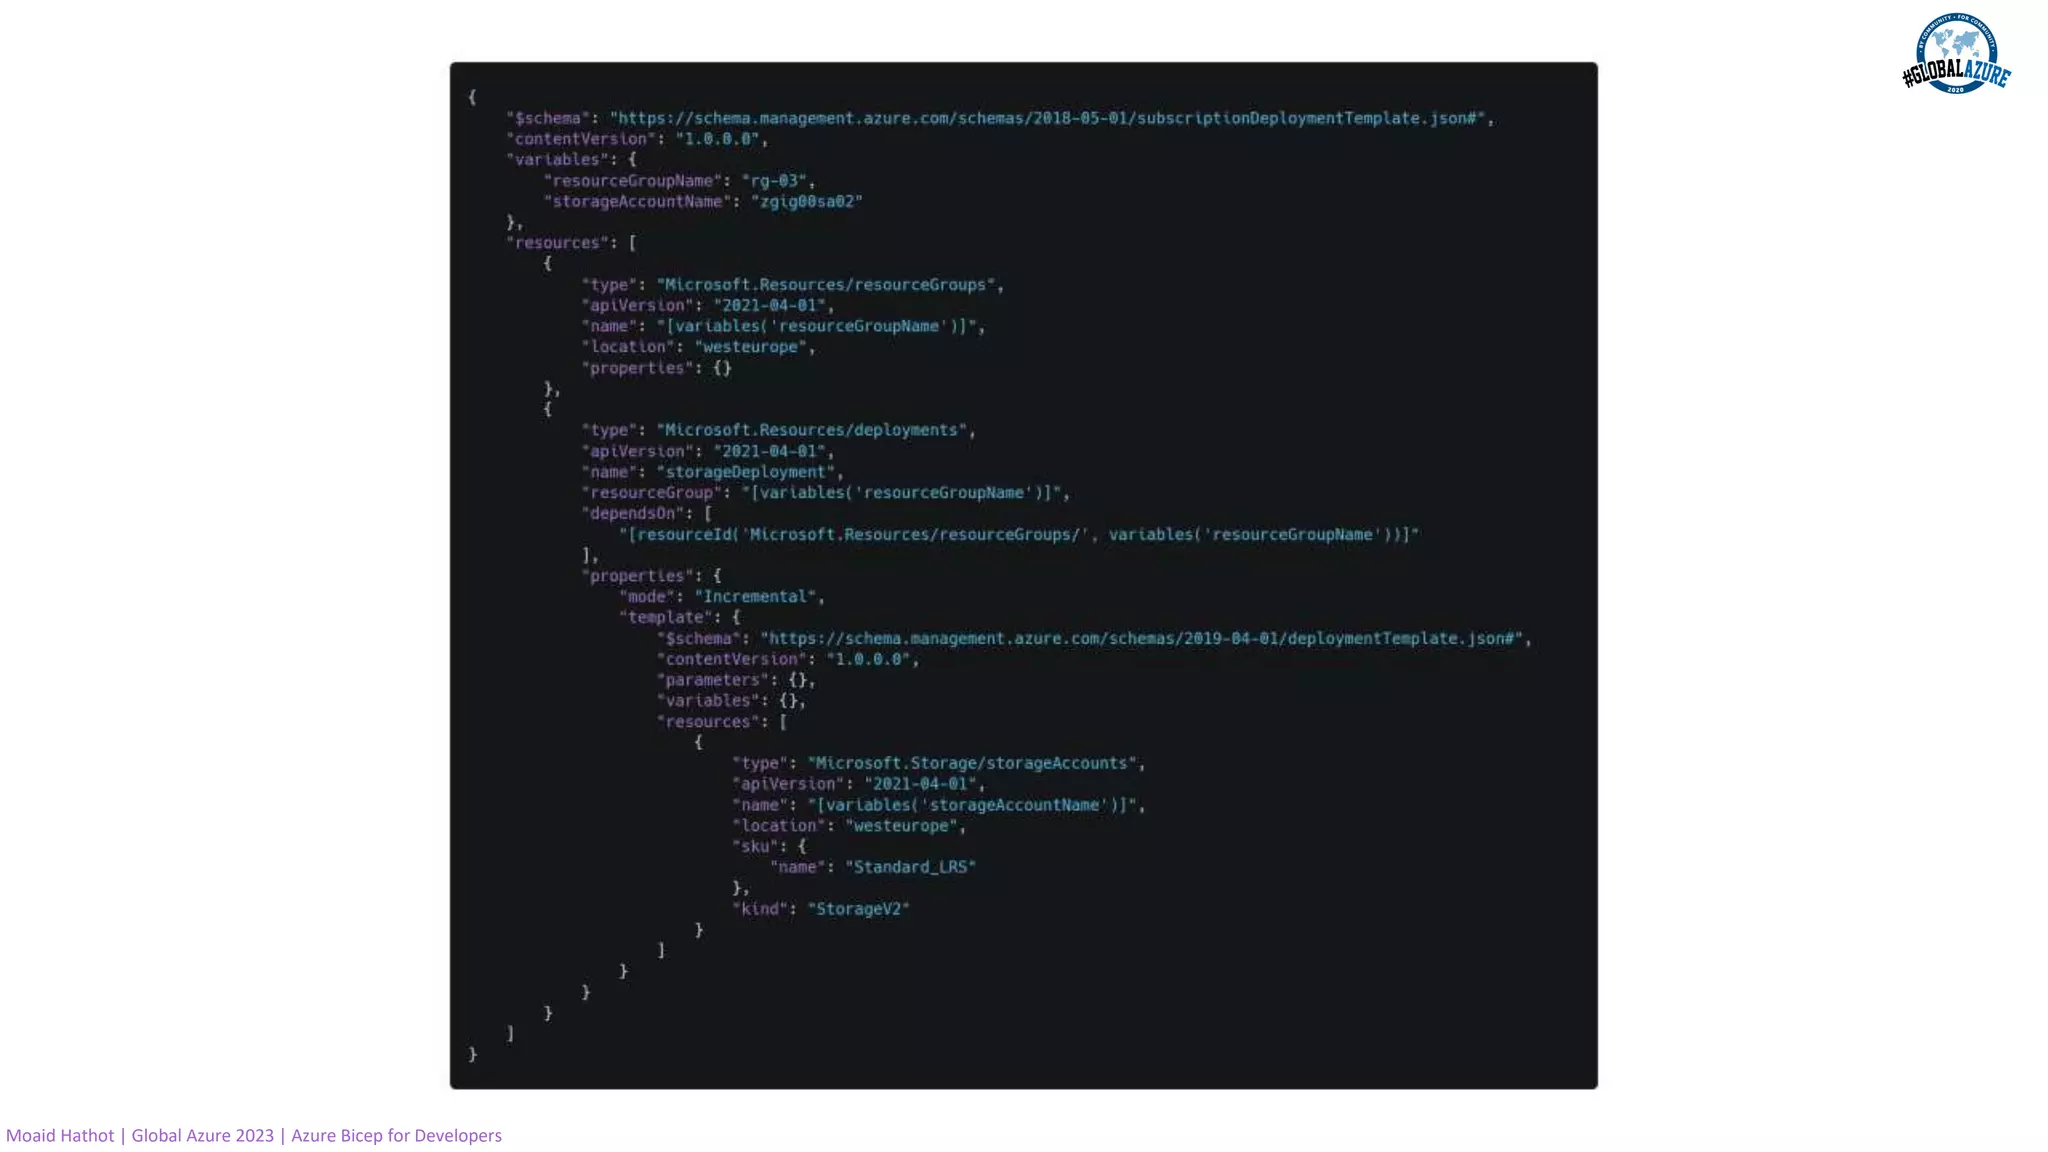 • BY COMMUNITY • FOR COMMUNITY •
#GLOBALAZURE
2020
{
"$schema": "https://schema.management.azure.com/schemas/2018-05-01/subscriptionDeploymentTemplate.json#",
"contentVersion": "1.0.0.0",
"variables": {
"resourceGroupName": "rg-03",
"storageAccountName": "zgig00sa02"
},
"resources": [
{
"type": "Microsoft.Resources/resourceGroups",
"apiVersion": "2021-04-01",
"name": "[variables('resourceGroupName')]",
"location": "westeurope",
"properties": {}
},
{
"type": "Microsoft.Resources/deployments",
"apiVersion": "2021-04-01",
"name": "storageDeployment",
"resourceGroup": "[variables('resourceGroupName')]",
"dependsOn": [
"[resourceId('Microsoft.Resources/resourceGroups/', variables('resourceGroupName'))]"
],
"properties": {
"mode": "Incremental",
"template": {
"$schema": "https://schema.management.azure.com/schemas/2019-04-01/deploymentTemplate.json#",
"contentVersion": "1.0.0.0",
"parameters": {},
"variables": {},
"resources": [
{
"type": "Microsoft.Storage/storageAccounts",
"apiVersion": "2021-04-01",
"name": "[variables('storageAccountName')]",
"location": "westeurope",
"sku": {
"name": "Standard_LRS"
},
"kind": "StorageV2"
}
]
}
}
}
]
}
Moaid Hathot | Global Azure 2023 | Azure Bicep for Developers